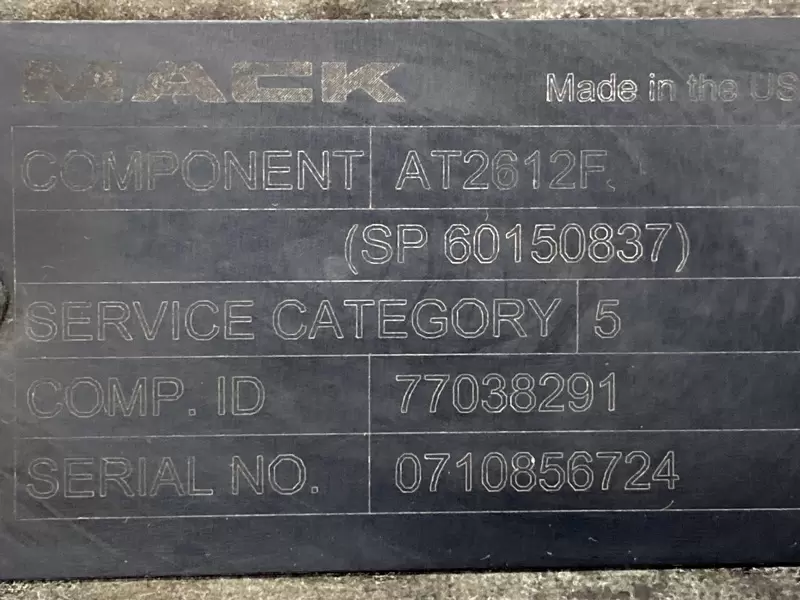 MACK
Made in the US
COMPONENT AT2612F
(SP 60150837)
SERVICE CATEGORY 5
COMP. ID 77038291
SERIAL NO. 0710856724